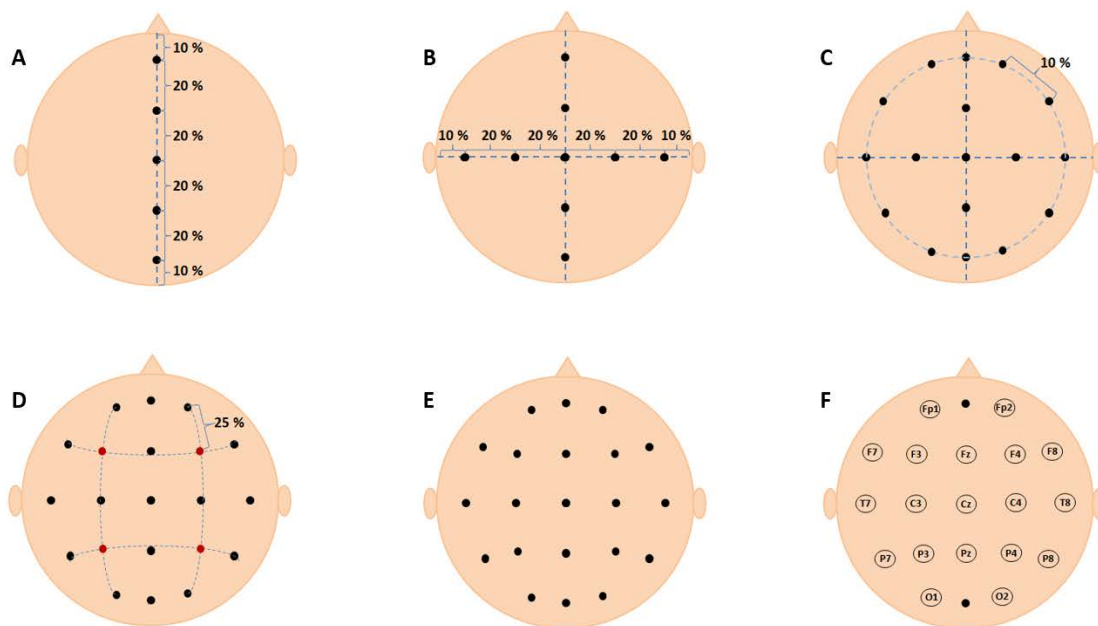 A
10 %
20 %
20 %
20 %
20 %
10 %
B
10 % 20 % 20 % 20 % 20 % 10 %
C
10 %
D
25 %
E
F
Fp1 Fp2
F7 F3 Fz F4 F8
T7 C3 Cz C4 T8
P7 P3 Pz P4 P8
O1 O2